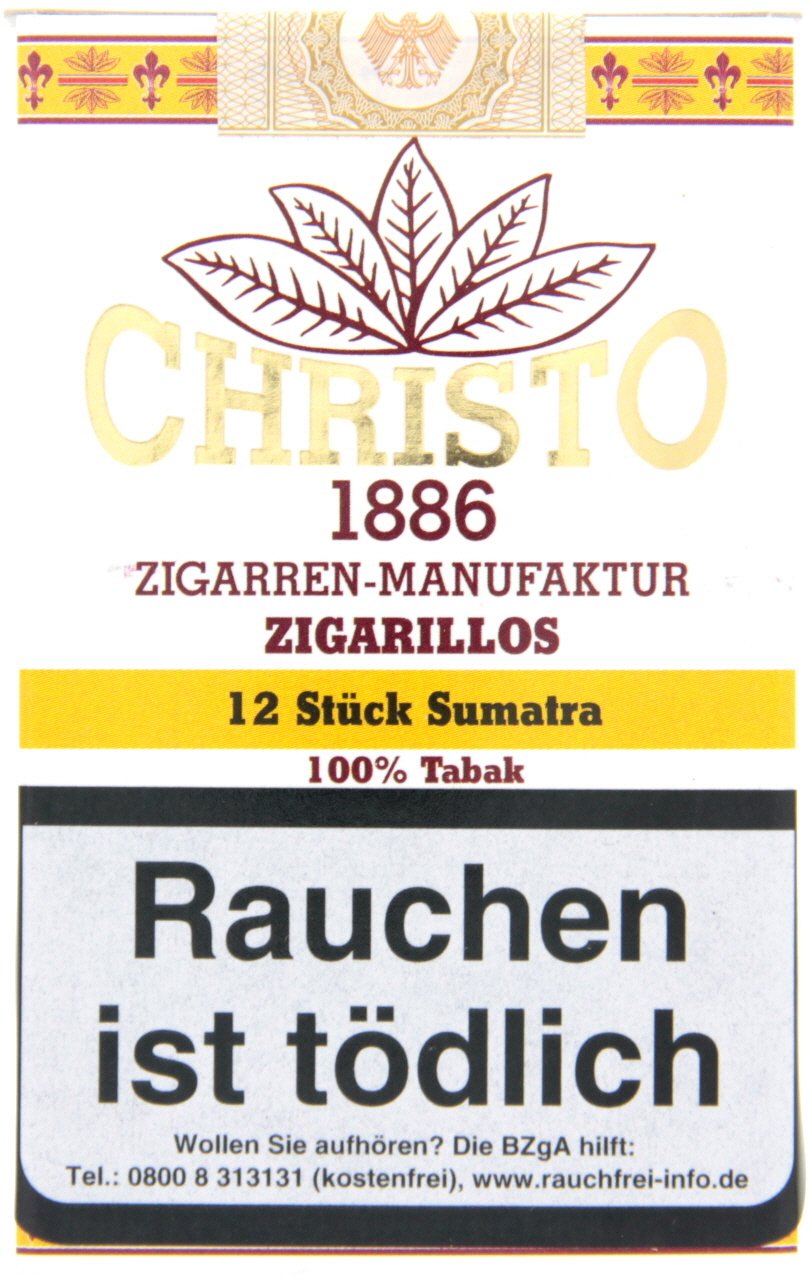 CHRISTO
1886
ZIGARREN-MANUFAKTUR
ZIGARILLOS
12 Stück Sumatra
100% Tabak
Rauchen
ist tödlich
Wollen Sie aufhören? Die BZgA hilft:
Tel.: 0800 8 313131 (kostenfrei), www.rauchfrei-info.de